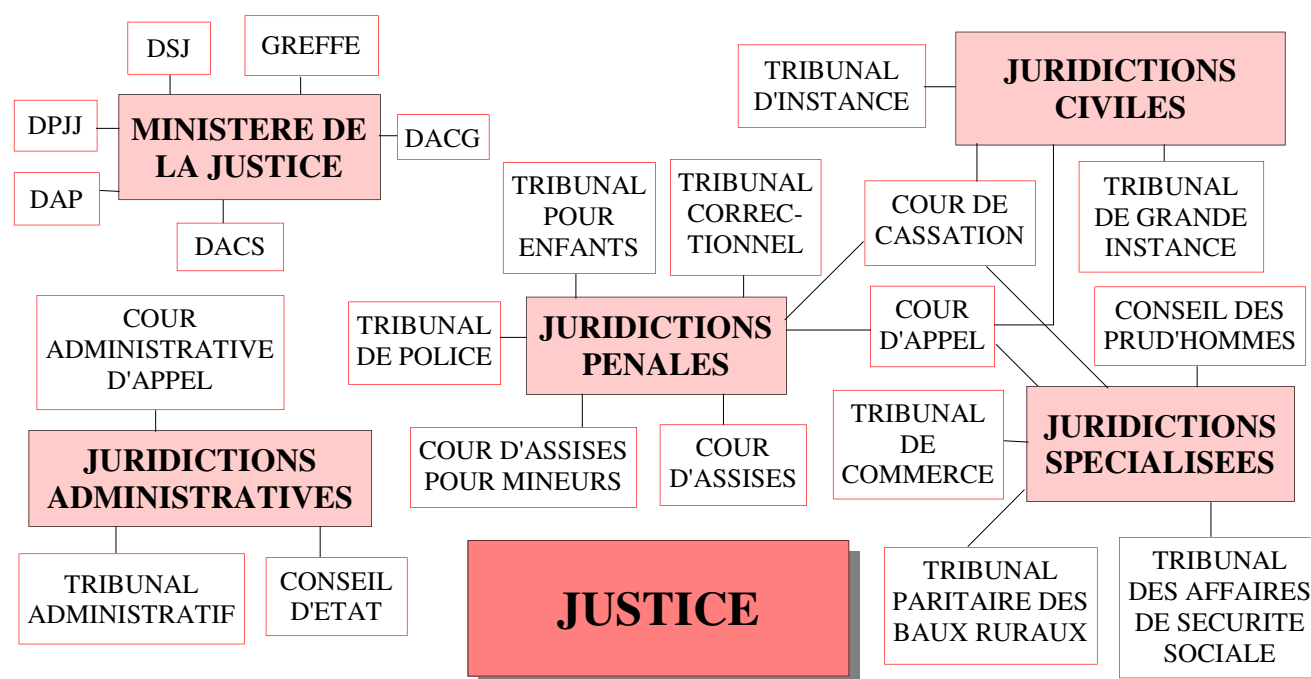 DSJ
GREFFE
DPJJ
MINISTERE DE
LA JUSTICE
DACG
DAP
DACS
TRIBUNAL
D'INSTANCE
JURIDICTIONS
CIVILES
TRIBUNAL
POUR
ENFANTS
TRIBUNAL
CORREC-
TIONNEL
COUR DE
CASSATION
TRIBUNAL
DE GRANDE
INSTANCE
COUR
ADMINISTRATIVE
D'APPEL
TRIBUNAL
DE POLICE
JURIDICTIONS
PENALES
COUR
D'APPEL
CONSEIL DES
PRUD'HOMMES
JURIDICTIONS
ADMINISTRATIVES
COUR D'ASSISES
POUR MINEURS
COUR
D'ASSISES
TRIBUNAL
DE
COMMERCE
JURIDICTIONS
SPECIALISEES
TRIBUNAL
ADMINISTRATIF
CONSEIL
D'ETAT
JUSTICE
TRIBUNAL
PARITAIRE DES
BAUX RURAUX
TRIBUNAL
DES AFFAIRES
DE SECURITE
SOCIALE